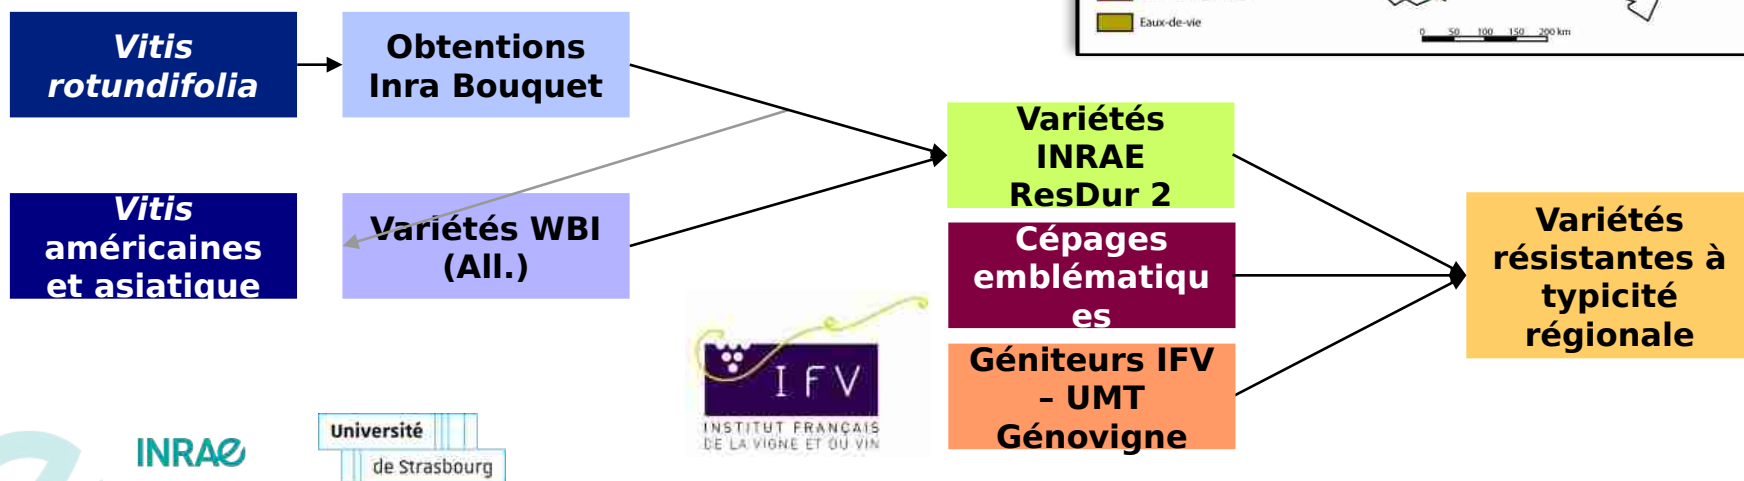 Eaux-de-vie
0 50 100 150 200 km
Vitis
rotundifolia
Obtentions
Inra Bouquet
Variétés
INRAE
ResDur 2
Vitis
américaines
et asiatique
Variétés WBI
(All.)
Cépages
emblématiqu
es
Variétés
résistantes à
typicité
régionale
IFV
INSTITUT FRANÇAIS
DE LA VIGNE ET DU VIN
Géniteurs IFV
– UMT
Génovigne
INRAE
Université
de Strasbourg